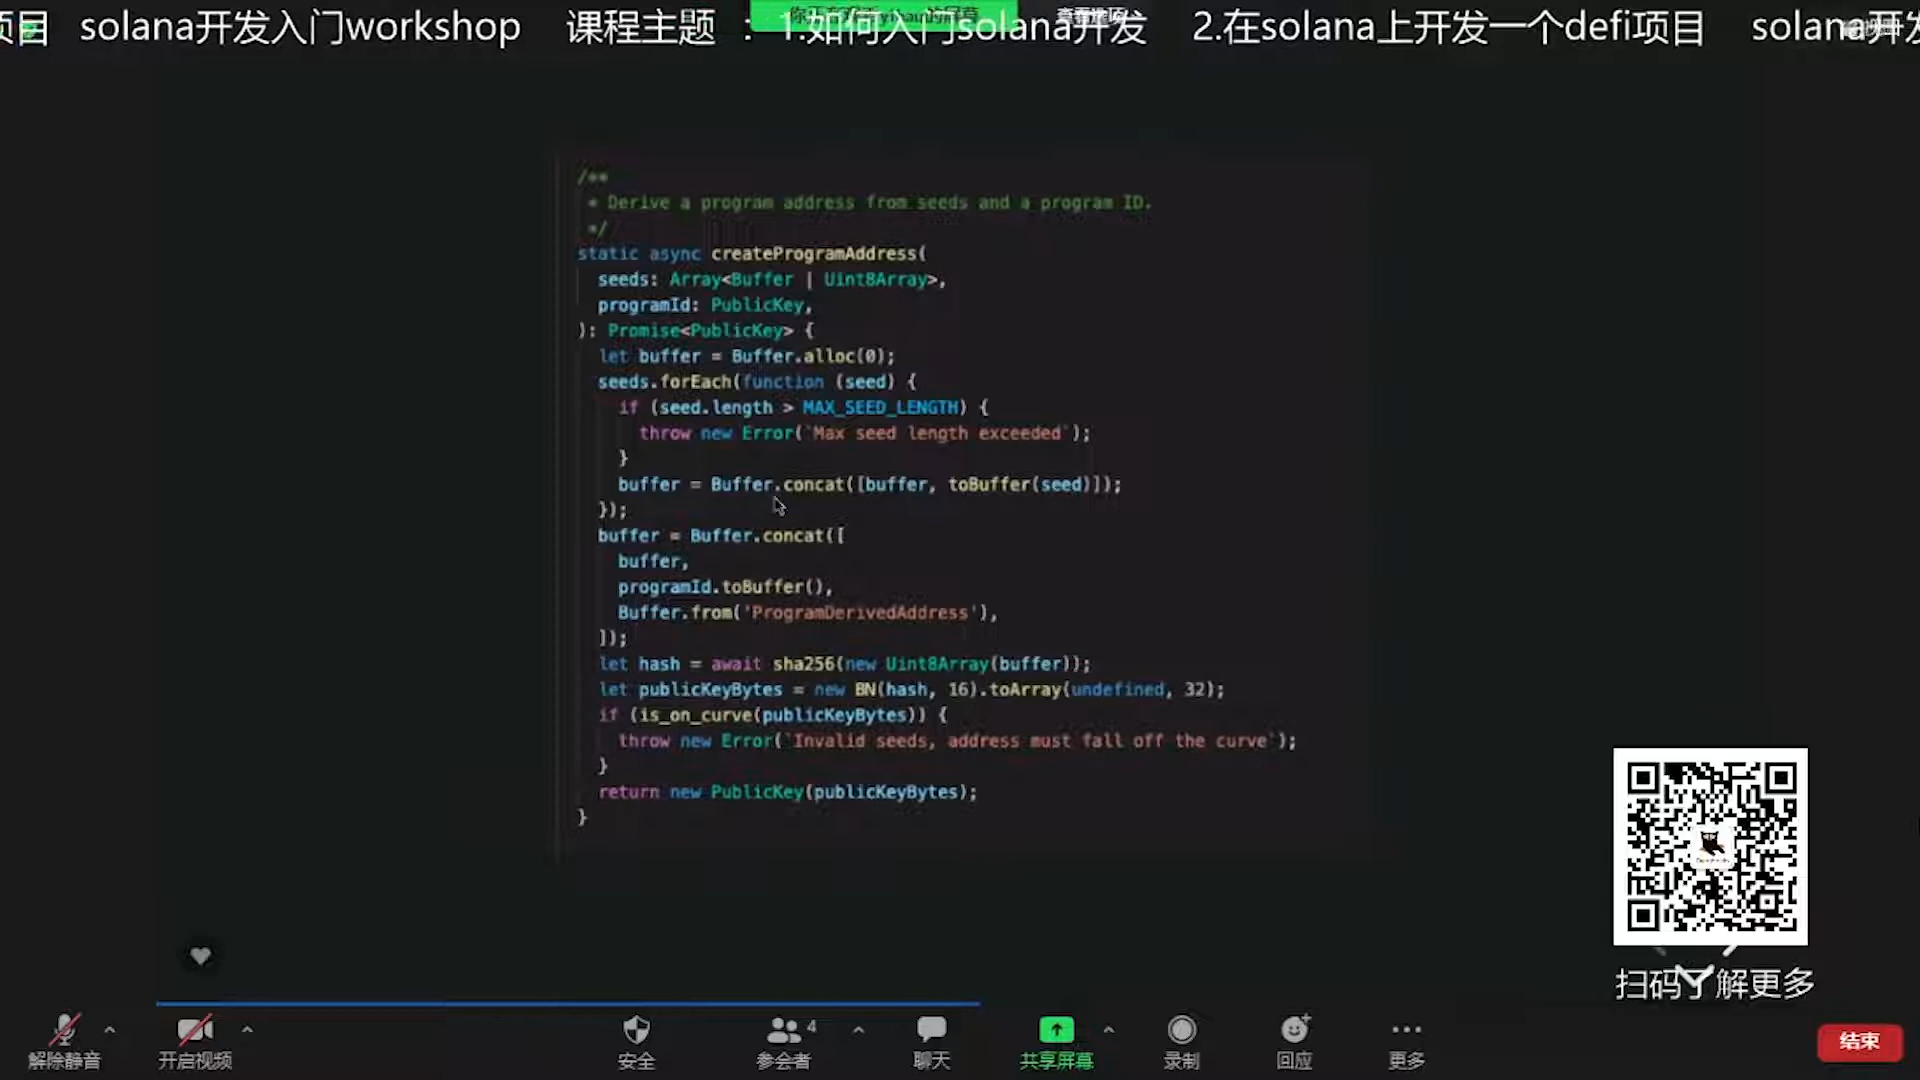 项目 solana开发入门workshop 课程主题 : 1.如何入门solana开发 2.在solana上开发一个defi项目 solana开发
/**
* Derive a program address from seeds and a program ID.
*/
static async createProgramAddress(
seeds: Array<Buffer | Uint8Array>,
programId: PublicKey,
): Promise<PublicKey> {
let buffer = Buffer.alloc(0);
seeds.forEach(function (seed) {
if (seed.length > MAX_SEED_LENGTH) {
throw new Error(`Max seed length exceeded`);
}
buffer = Buffer.concat([buffer, toBuffer(seed)]);
});
buffer = Buffer.concat([
buffer,
programId.toBuffer(),
Buffer.from('ProgramDerivedAddress'),
]);
let hash = await sha256(new Uint8Array(buffer));
let publicKeyBytes = new BN(hash, 16).toArray(undefined, 32);
if (is_on_curve(publicKeyBytes)) {
throw new Error(`Invalid seeds, address must fall off the curve`);
}
return new PublicKey(publicKeyBytes);
}
扫码了解更多
解除静音 开启视频 安全 参会者 4 聊天 共享屏幕 录制 回应 更多 结束